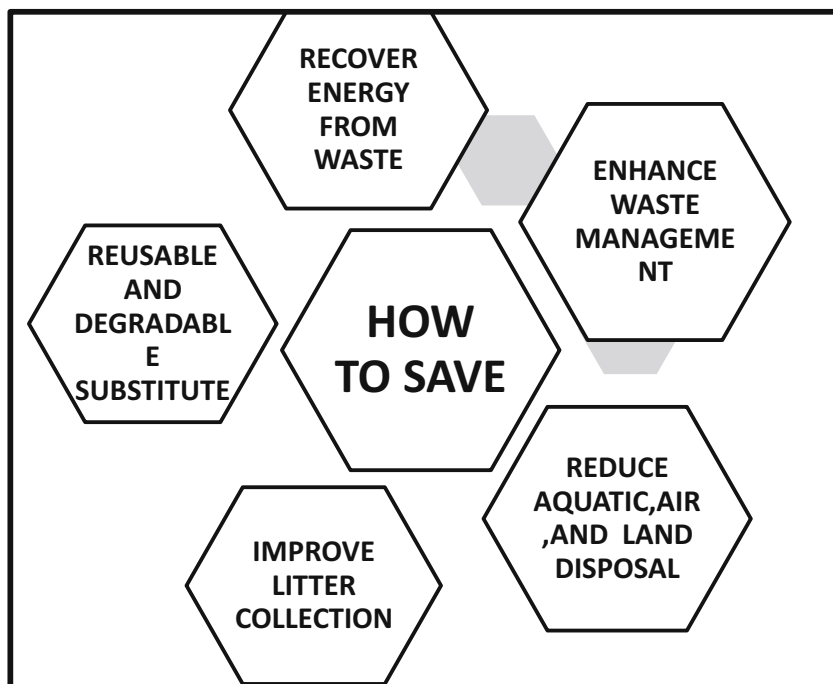 RECOVER
ENERGY
FROM
WASTE
ENHANCE
WASTE
MANAGEME
NT
REUSABLE
AND
DEGRADABL
E
SUBSTITUTE
HOW
TO SAVE
REDUCE
AQUATIC,AIR
,AND LAND
DISPOSAL
IMPROVE
LITTER
COLLECTION